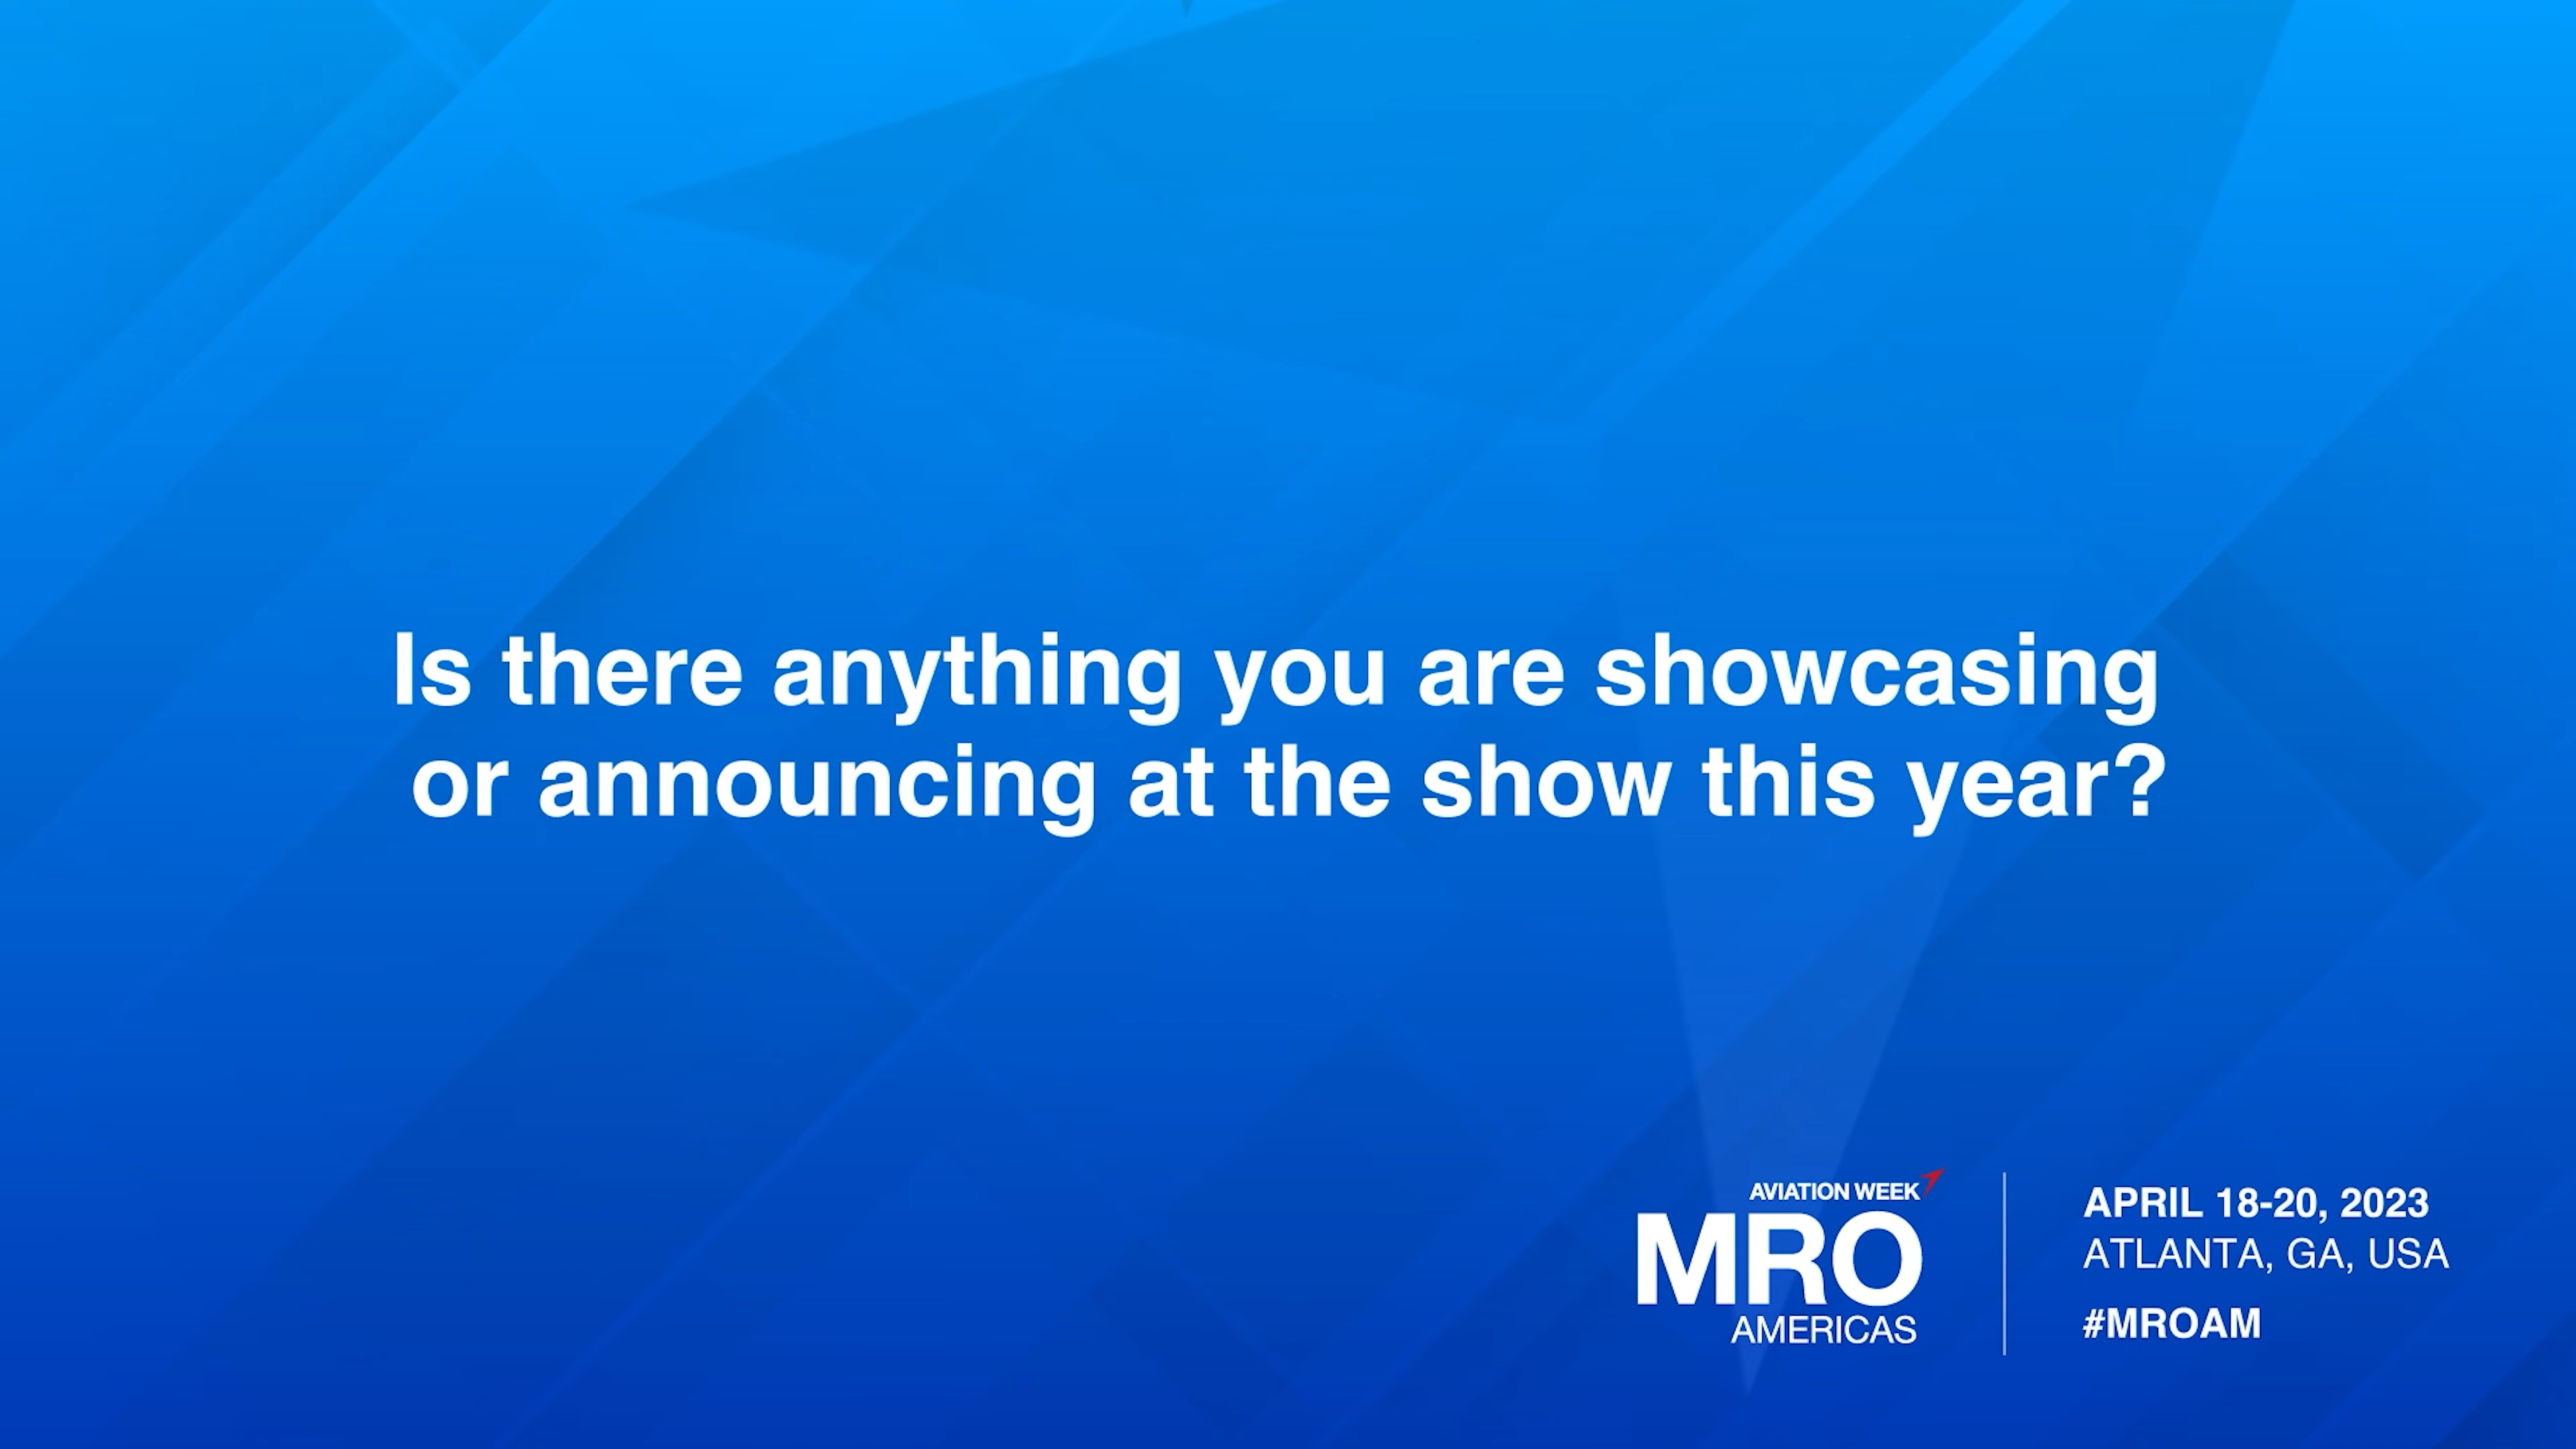 Is there anything you are showcasing
or announcing at the show this year?
AVIATION WEEK
MRO
AMERICAS
APRIL 18-20, 2023
ATLANTA, GA, USA
#MROAM